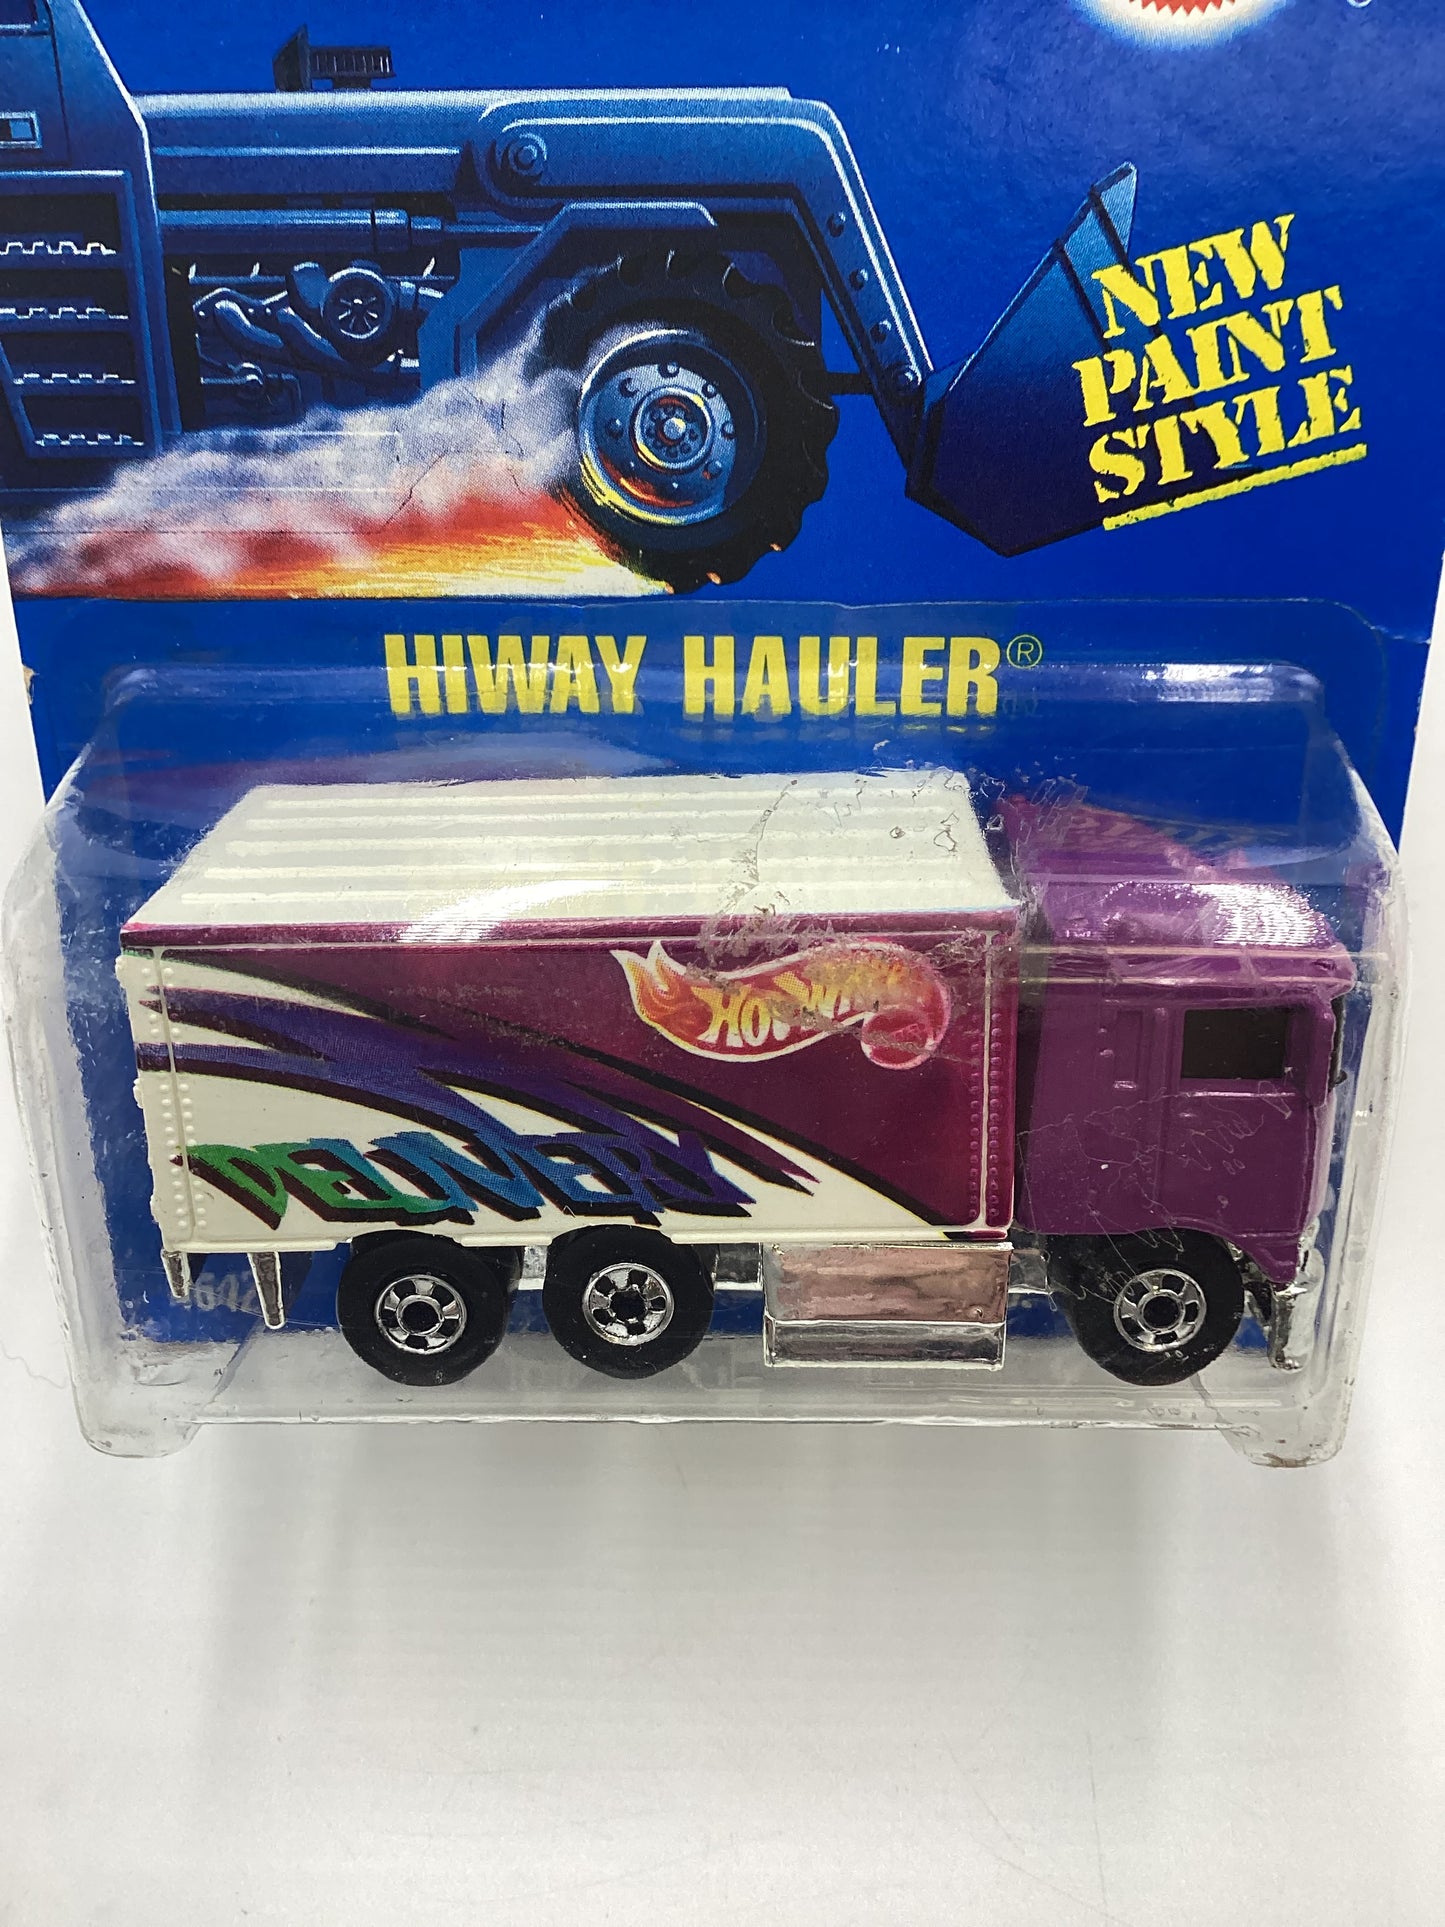 NEW
PAINT
STYLE
HIWAY HAULER®
HOT WHEELS
DELIVERY